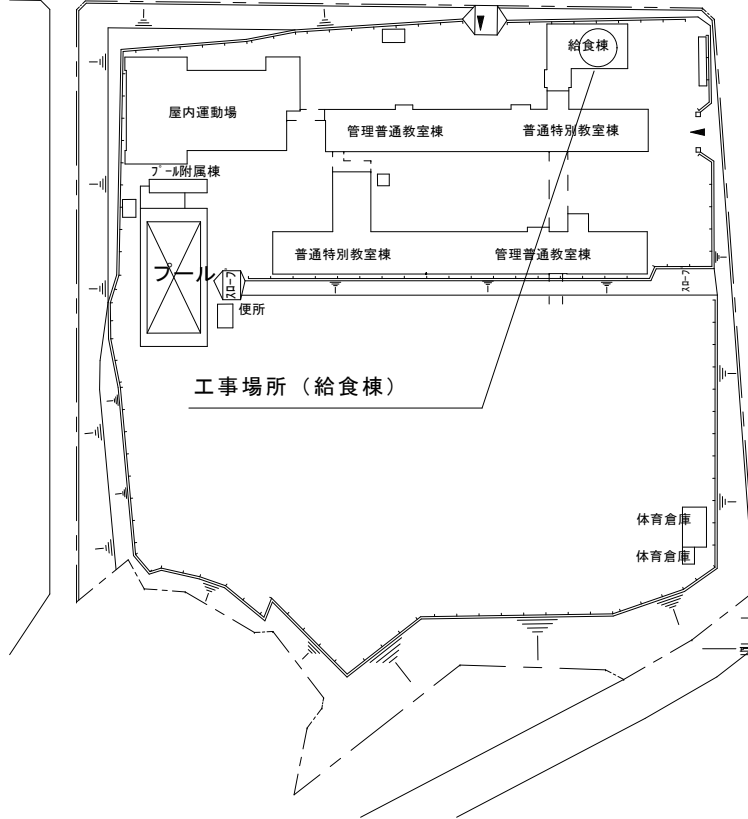 給食棟
屋内運動場
管理普通教室棟
普通特別教室棟
プール附属棟
普通特別教室棟
管理普通教室棟
プール
スロープ
スロープ
便所
工事場所（給食棟）
体育倉庫
体育倉庫